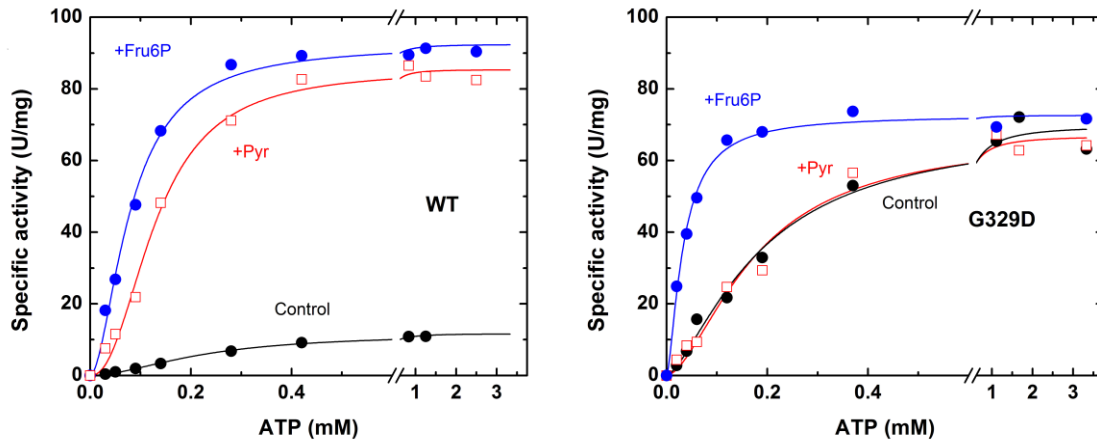 100
80
60
40
20
0
Specific activity (U/mg)
+Fru6P
+Pyr
WT
Control
0.0 0.2 0.4 1 2 3
ATP (mM)
100
80
60
40
20
0
Specific activity (U/mg)
+Fru6P
+Pyr
Control
G329D
0.0 0.2 0.4 1 2 3
ATP (mM)